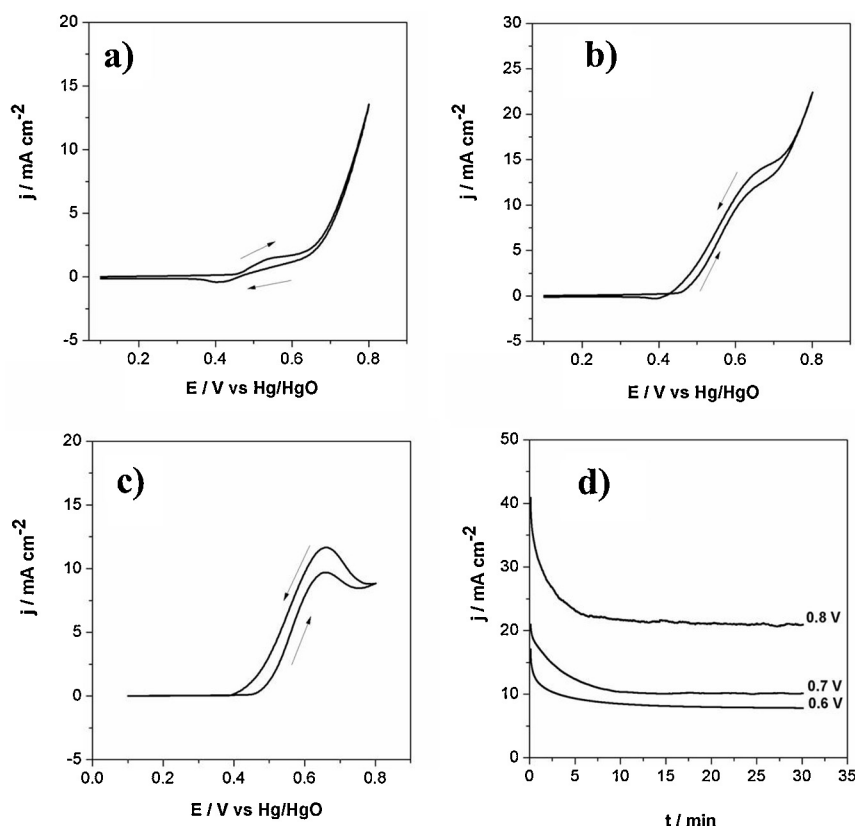 a)
20
15
10
5
0
-5
j / mA cm-2
0.2 0.4 0.6 0.8
E / V vs Hg/HgO
b)
30
25
20
15
10
5
0
-5
j / mA cm-2
0.2 0.4 0.6 0.8
E / V vs Hg/HgO
c)
20
15
10
5
0
-5
j / mA cm-2
0.0 0.2 0.4 0.6 0.8
E / V vs Hg/HgO
d)
50
40
30
20
10
0
j / mA cm-2
0.8 V
0.7 V
0.6 V
0 5 10 15 20 25 30 35
t / min